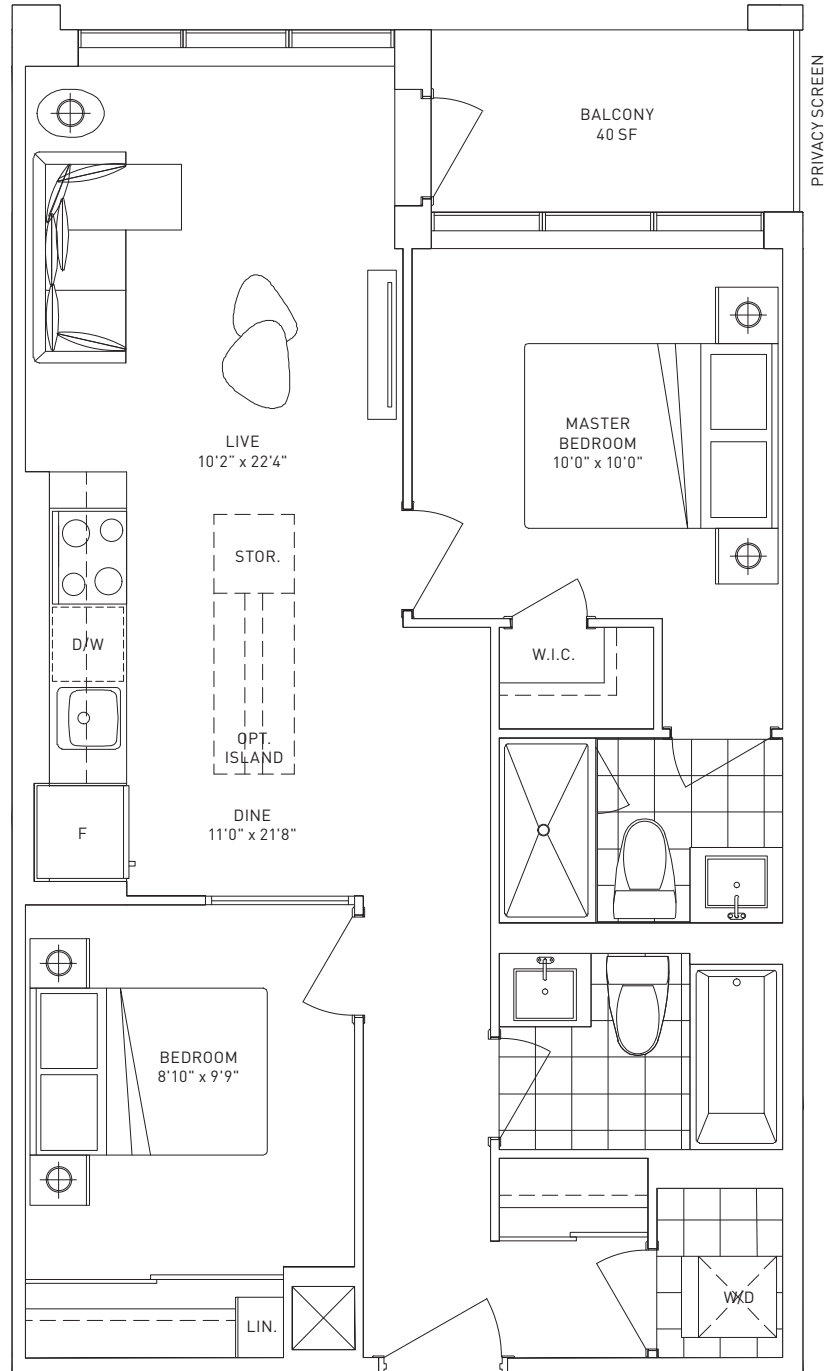 BALCONY
40 SF
PRIVACY SCREEN
MASTER
BEDROOM
10'0" x 10'0"
LIVE
10'2" x 22'4"
STOR.
D/W
W.I.C.
OPT.
ISLAND
DINE
11'0" x 21'8"
F
BEDROOM
8'10" x 9'9"
W/D
LIN.